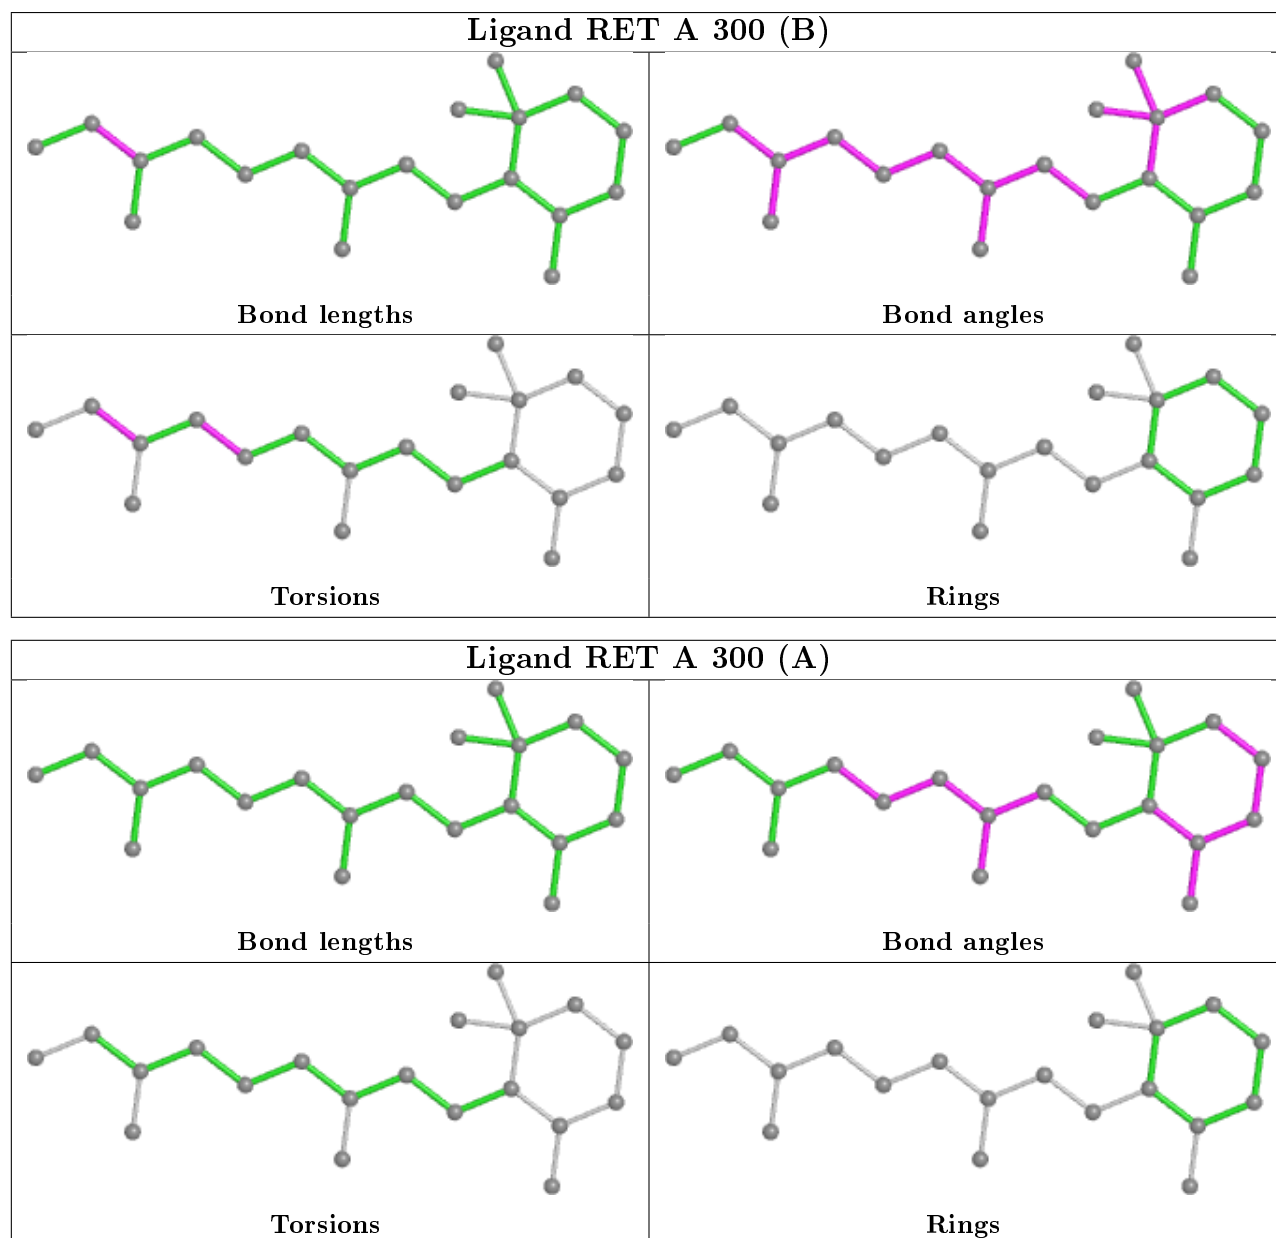 Ligand RET A 300 (B)
Bond lengths
Bond angles
Torsions
Rings
Ligand RET A 300 (A)
Bond lengths
Bond angles
Torsions
Rings